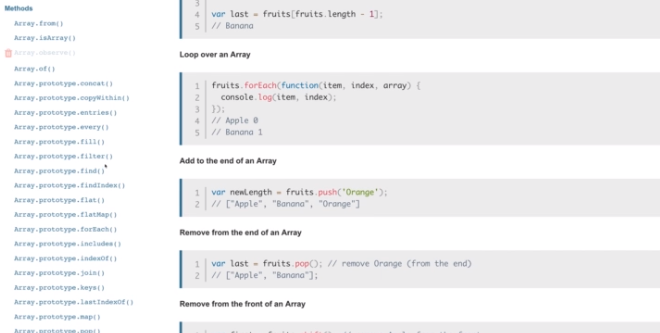 Methods
Array.from()
Array.isArray()
Array.observe()
Array.of()
Array.prototype.concat()
Array.prototype.copyWithin()
Array.prototype.entries()
Array.prototype.every()
Array.prototype.fill()
Array.prototype.filter()
Array.prototype.find()
Array.prototype.findIndex()
Array.prototype.flat()
Array.prototype.flatMap()
Array.prototype.forEach()
Array.prototype.includes()
Array.prototype.indexOf()
Array.prototype.join()
Array.prototype.keys()
Array.prototype.lastIndexOf()
Array.prototype.map()
Array.prototype.pop()
3
4 var last = fruits[fruits.length - 1];
5 // Banana
Loop over an Array
1 fruits.forEach(function(item, index, array) {
2 console.log(item, index);
3 });
4 // Apple 0
5 // Banana 1
Add to the end of an Array
1 var newLength = fruits.push('Orange');
2 // ["Apple", "Banana", "Orange"]
Remove from the end of an Array
1 var last = fruits.pop(); // remove Orange (from the end)
2 // ["Apple", "Banana"];
Remove from the front of an Array